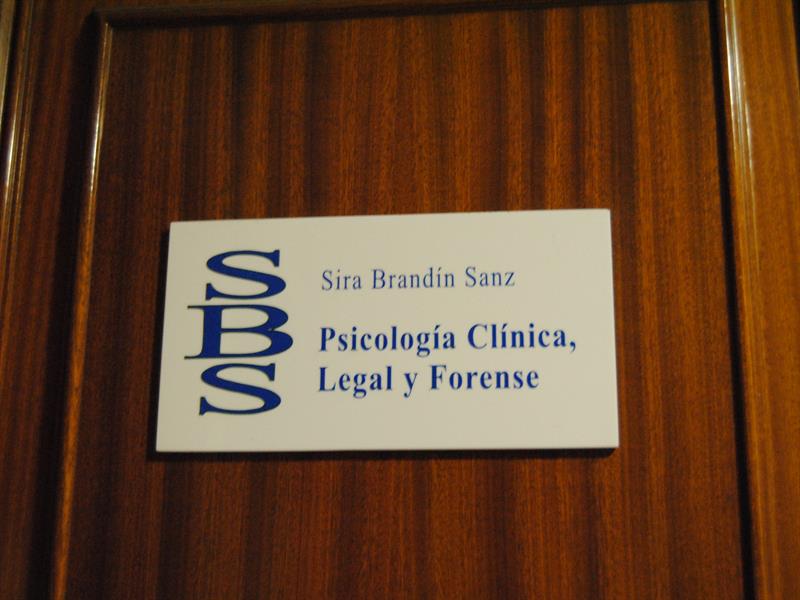 SBS
Sira Brandín Sanz
Psicología Clínica,
Legal y Forense